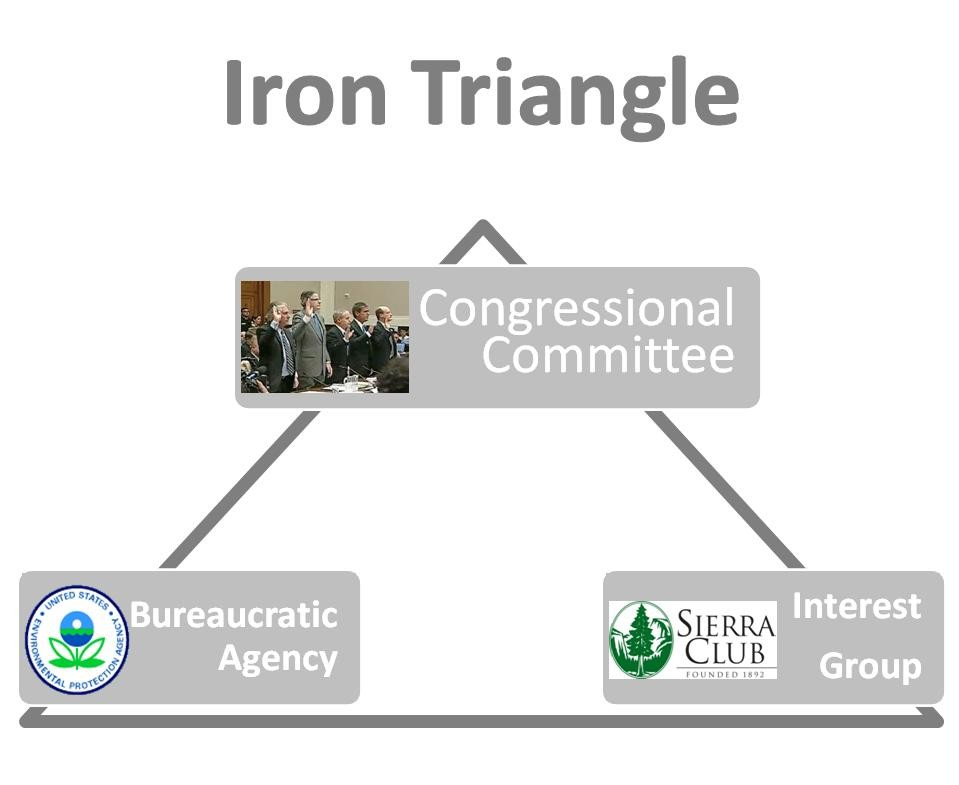 Iron Triangle
Congressional
Committee
UNITED STATES
ENVIRONMENTAL PROTECTION AGENCY
Bureaucratic
Agency
SIERRA
CLUB
FOUNDED 1892
Interest
Group